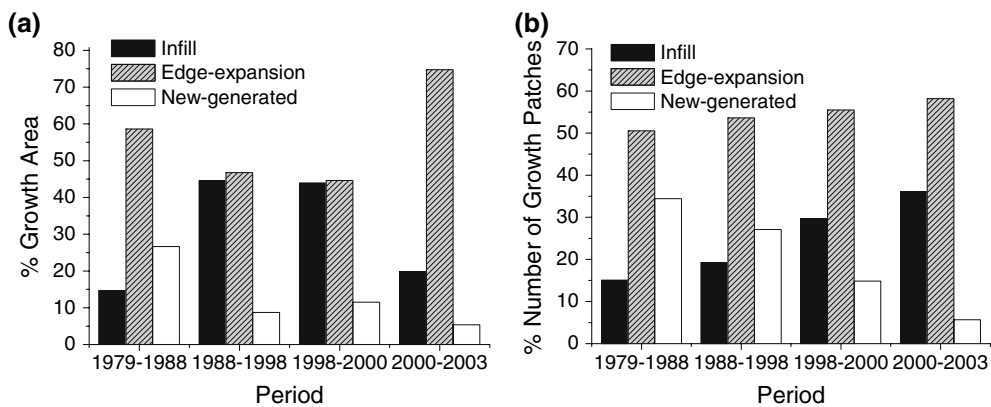 (a)
Infill
Edge-expansion
New-generated
80
70
60
50
40
30
20
10
0
% Growth Area
1979-1988 1988-1998 1998-2000 2000-2003
Period
(b)
Infill
Edge-expansion
New-generated
70
60
50
40
30
20
10
0
% Number of Growth Patches
1979-1988 1988-1998 1998-2000 2000-2003
Period